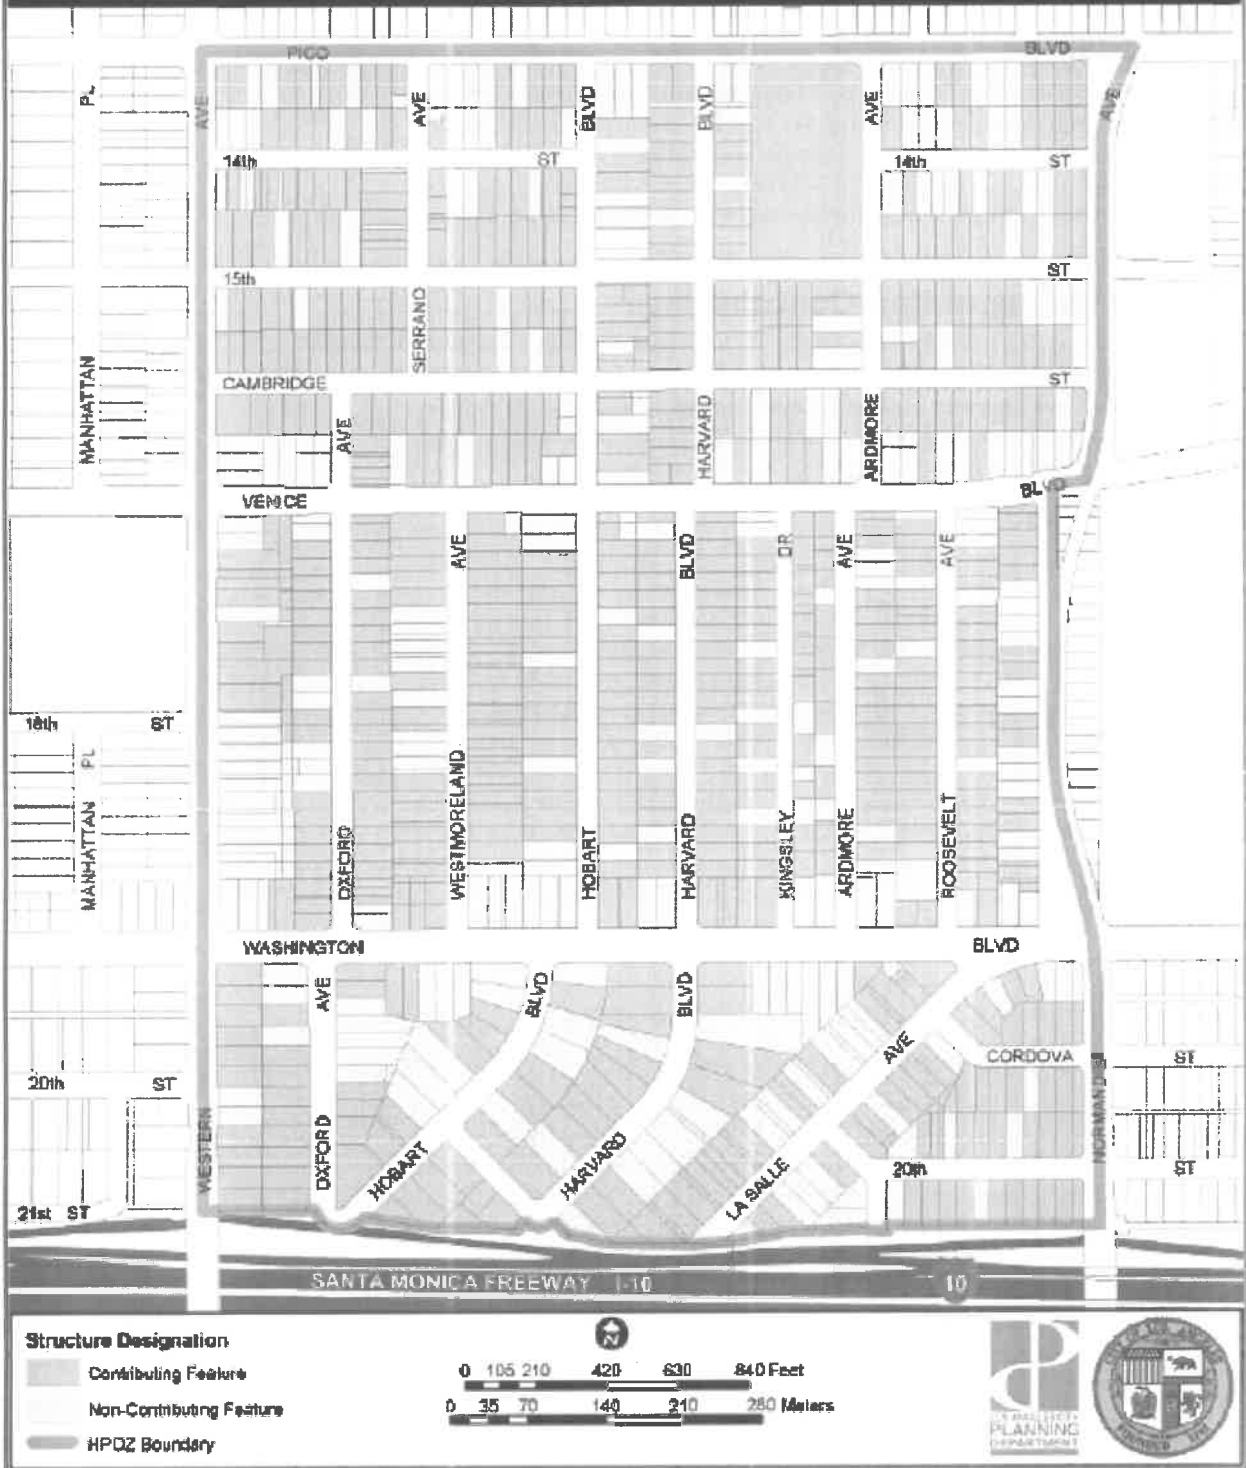 PICO BLVD
PL
AVE
AVE
BLVD
BLVD
AVE
AVE
14th ST
14th ST
15th ST
MANHATTAN
SERRANO
CAMBRIDGE ST
AVE
HARVARD
ARDMORE
VENICE BLVD
AVE
BLVD
DR
AVE
AVE
18th ST
MANHATTAN PL
OXFORD
WESTMORELAND
HOBART
HARVARD
KINGSLEY
ARDMORE
ROOSEVELT
WASHINGTON BLVD
AVE
BLVD
BLVD
AVE
CORDOVA ST
20th ST
WESTERN
OXFORD
HOBART
HARVARD
LA SALLE
20th ST
21st ST
SANTA MONICA FREEWAY I-10
10
Structure Designation
Contributing Feature
Non-Contributing Feature
HPOZ Boundary
N
0 105 210 420 630 840 Feet
0 35 70 140 210 280 Meters
PLANNING
DEPARTMENT